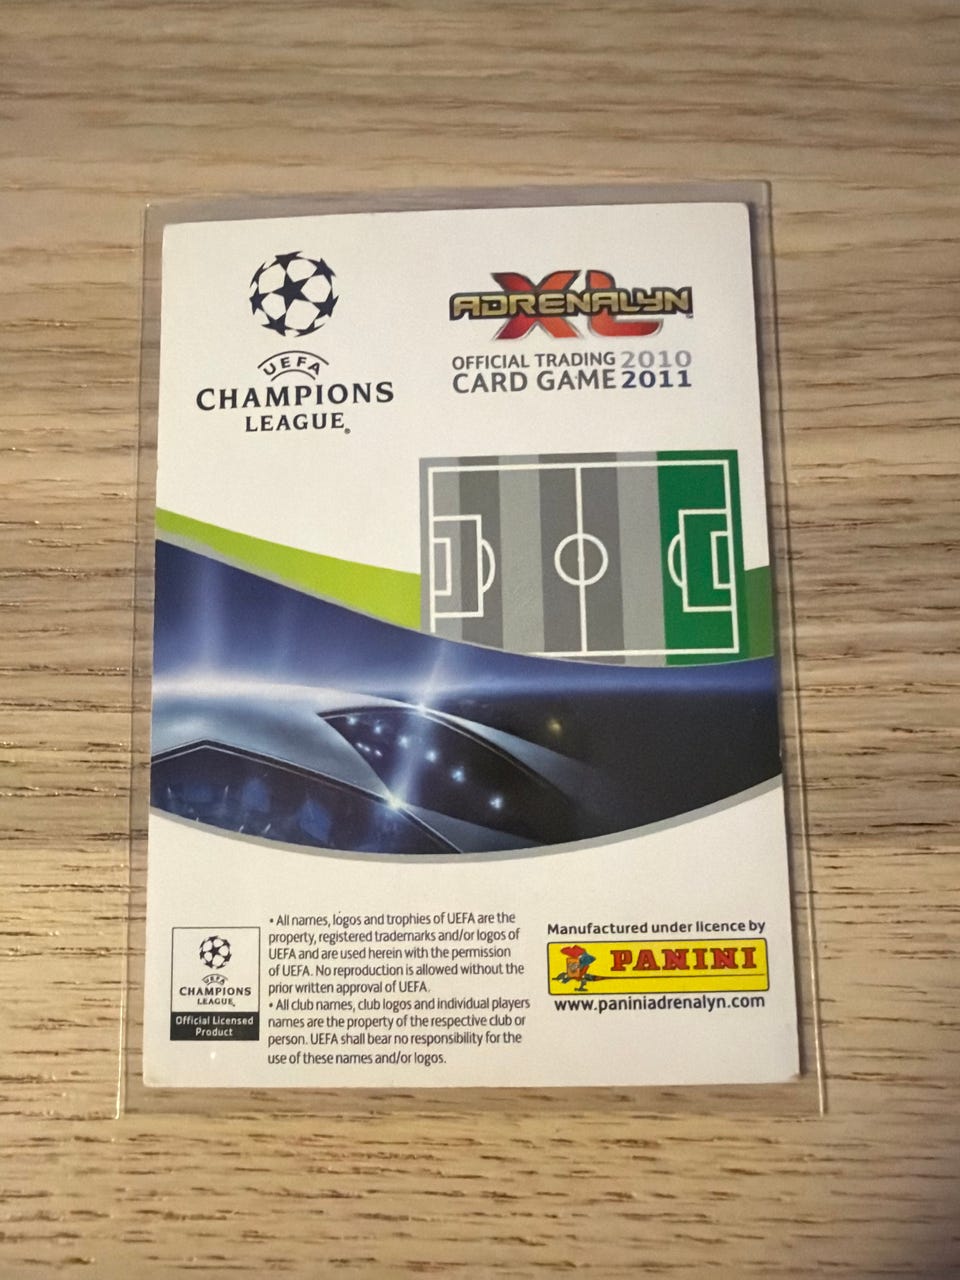 UEFA
CHAMPIONS
LEAGUE®
ADRENALYN XL™
OFFICIAL TRADING 2010
CARD GAME 2011
• All names, logos and trophies of UEFA are the
property, registered trademarks and/or logos of
UEFA and are used herein with the permission
of UEFA. No reproduction is allowed without the
prior written approval of UEFA.
• All club names, club logos and individual players
names are the property of the respective club or
person. UEFA shall bear no responsibility for the
use of these names and/or logos.
UEFA
CHAMPIONS
LEAGUE®
Official Licensed
Product
Manufactured under licence by
PANINI
www.paniniadrenalyn.com